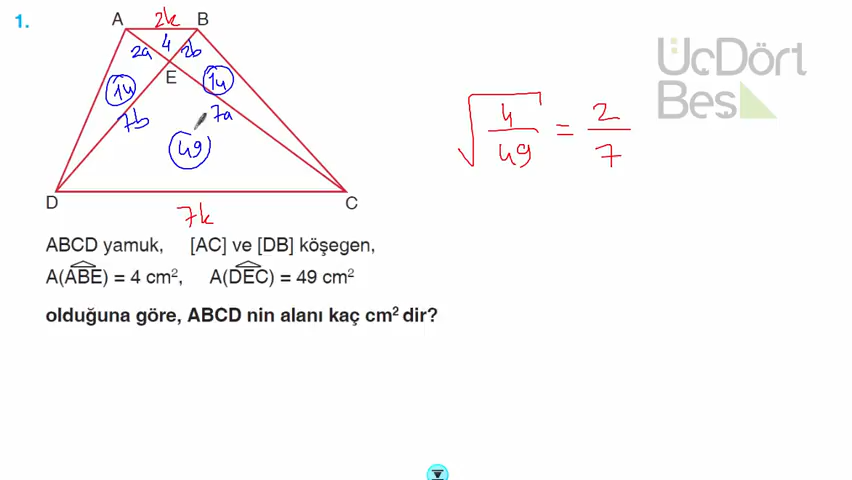 1.
A 2k B
2a 4 2b
E
14 14
7b 7a
49
D C
7k
√4/49 = 2/7
ÜçDört
Beş
ABCD yamuk, [AC] ve [DB] köşegen,
A(ABE) = 4 cm², A(DEC) = 49 cm²
olduğuna göre, ABCD nin alanı kaç cm² dir?